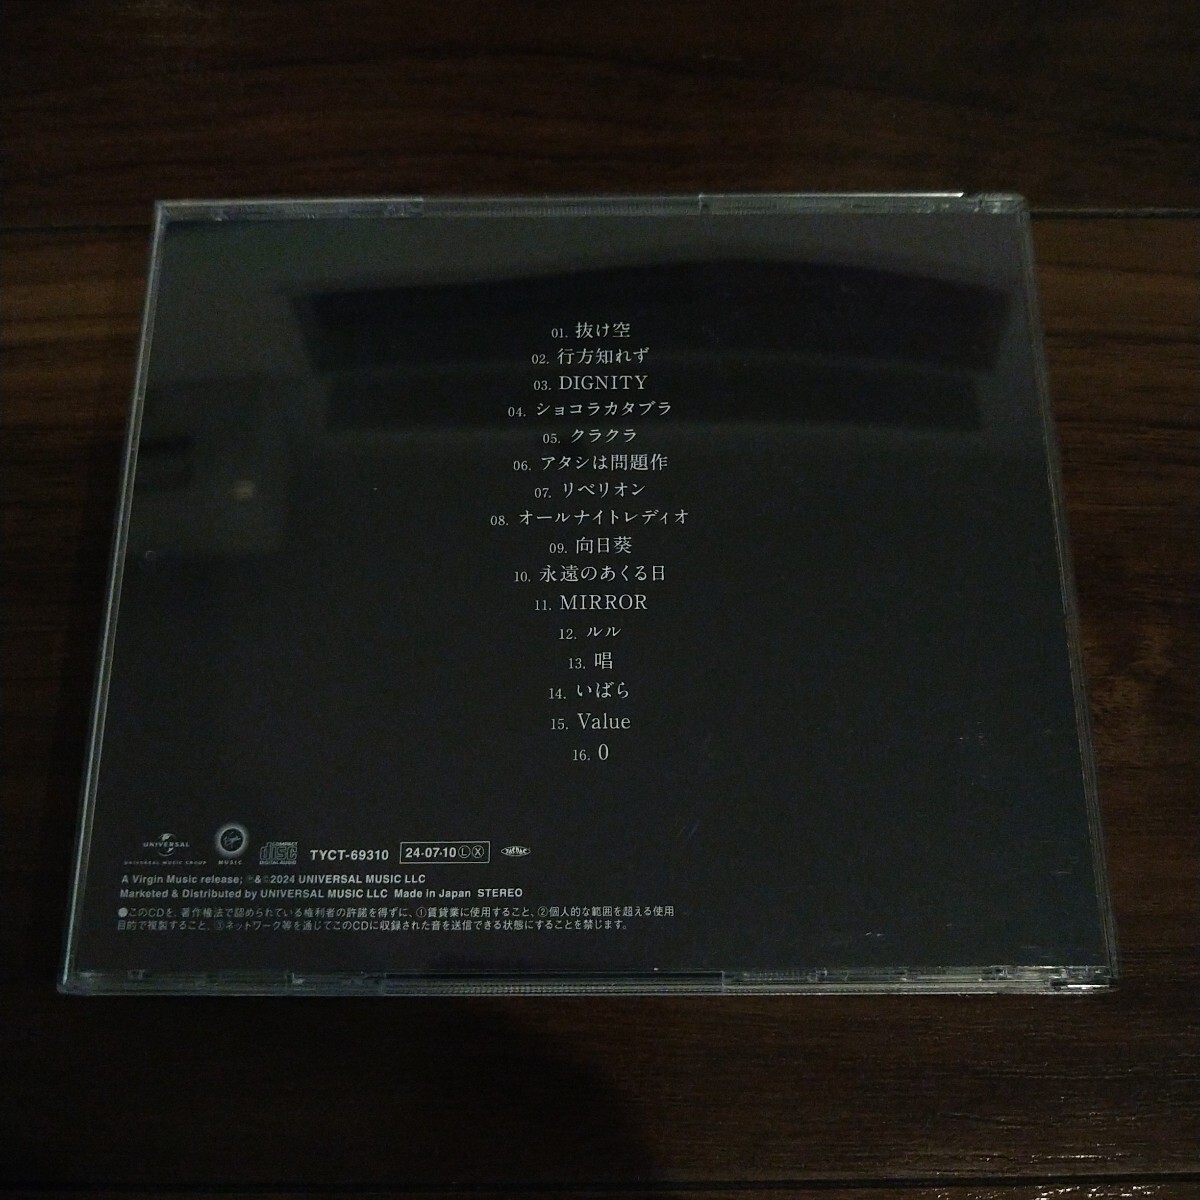 01. 抜け空
02. 行方知れず
03. DIGNITY
04. ショコラカタブラ
05. クラクラ
06. アタシは問題作
07. リベリオン
08. オールナイトレディオ
09. 向日葵
10. 永遠のあくる日
11. MIRROR
12. ルル
13. 唱
14. いばら
15. Value
16. 0
UNIVERSAL
UNIVERSAL MUSIC GROUP
Virgin
MUSIC
COMPACT
disc
DIGITAL AUDIO
TYCT-69310
24·07·10ⓁⓍ
A Virgin Music release; ℗&©2024 UNIVERSAL MUSIC LLC
Marketed & Distributed by UNIVERSAL MUSIC LLC Made in Japan STEREO
●このCDを、著作権法で認められている権利者の許諾を得ずに、①賃貸業に使用すること、②個人的な範囲を超える使用
目的で複製すること、③ネットワーク等を通じてこのCDに収録された音を送信できる状態にすることを禁じます。